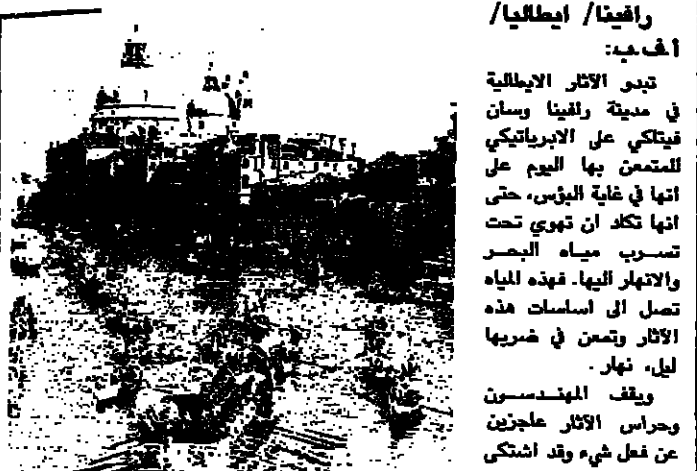 رافينا/ ايطاليا/
أ.ف.ب:
تبدو الآثار الايطالية
في مدينة رافينا وسان
فيتلكي على الابرياتيكي
للمتمعن بها اليوم على
انها في غاية البؤس، حتى
انها تكاد ان تهوي تحت
تسرب مياه البحر
والانهار اليها. فهذه المياه
تصل الى اساسات هذه
الآثار وتمعن في ضربها
ليل، نهار.
ويقف المهندسون
وحراس الآثار عاجزين
عن فعل شيء وقد اشتكى